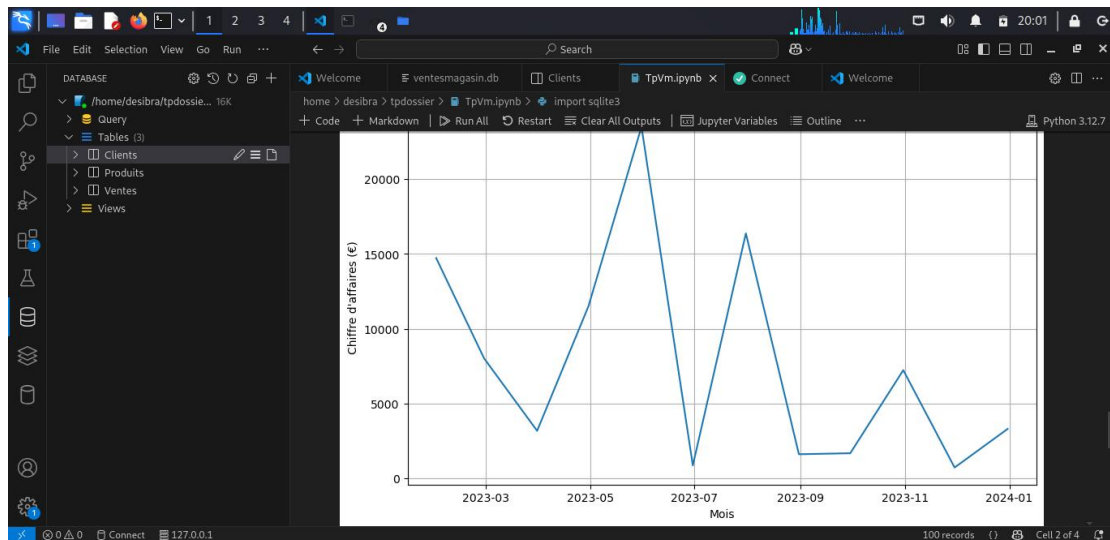 1 2 3 4 20:01
File Edit Selection View Go Run ··· Search
DATABASE
Welcome ventesmagasin.db Clients TpVm.ipynb Connect Welcome
/home/desibra/tpdossie... 16K
home > desibra > tpdossier > TpVm.ipynb > import sqlite3
Query
+ Code + Markdown Run All Restart Clear All Outputs Jupyter Variables Outline ··· Python 3.12.7
Tables (3)
Clients
Produits
Ventes
Views
20000
15000
10000
5000
0
Chiffre d'affaires (€)
2023-03 2023-05 2023-07 2023-09 2023-11 2024-01
Mois
0 0 Connect 127.0.0.1 100 records {} Cell 2 of 4